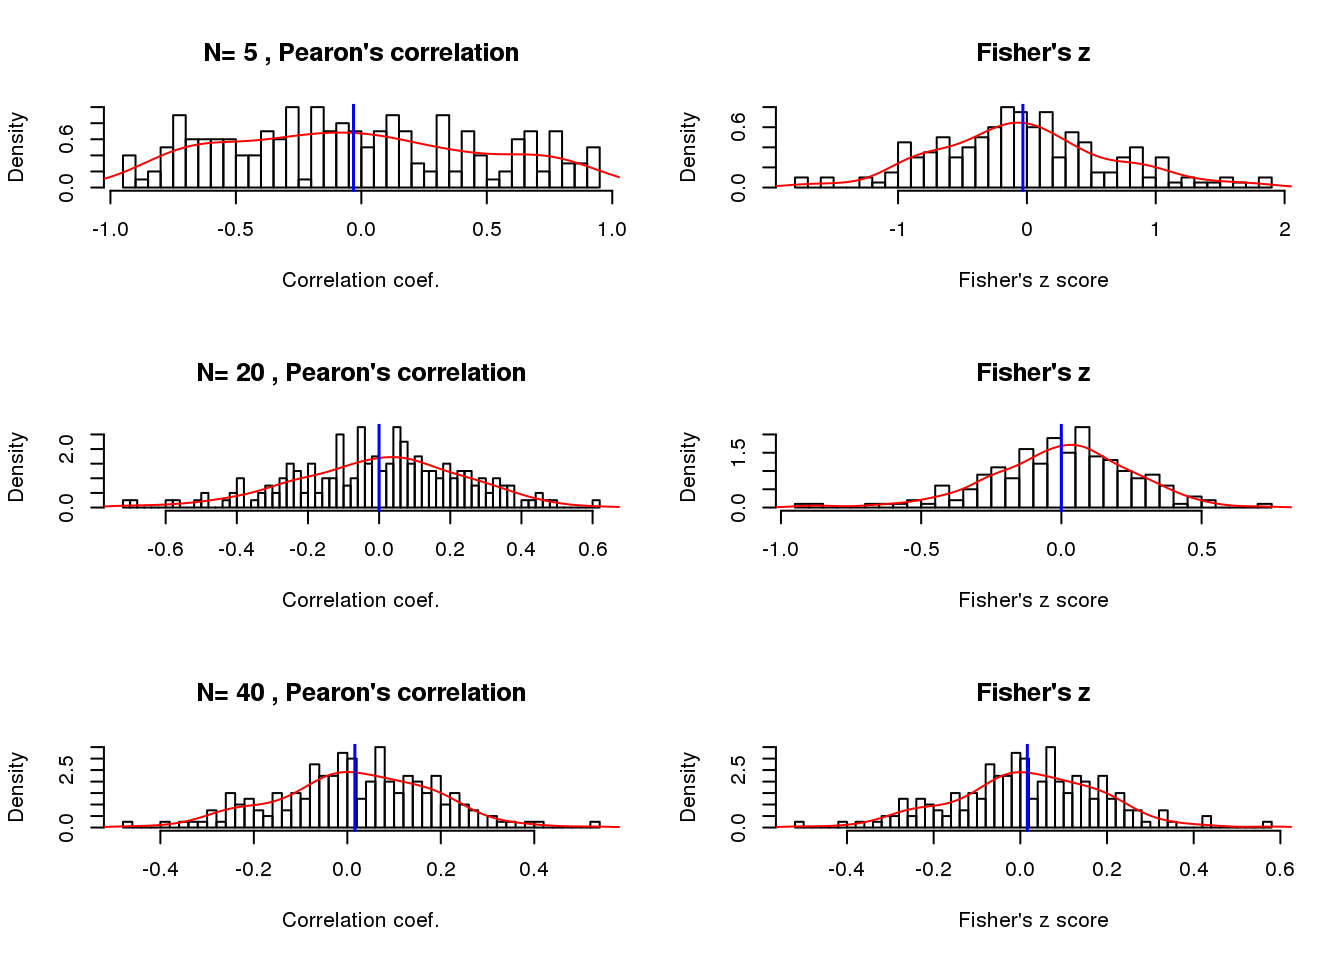 N= 5 , Pearon's correlation
Density
0.0 0.6
-1.0 -0.5 0.0 0.5 1.0
Correlation coef.
Fisher's z
Density
0.0 0.6
-1 0 1 2
Fisher's z score
N= 20 , Pearon's correlation
Density
0.0 2.0
-0.6 -0.4 -0.2 0.0 0.2 0.4 0.6
Correlation coef.
Fisher's z
Density
0.0 1.5
-1.0 -0.5 0.0 0.5
Fisher's z score
N= 40 , Pearon's correlation
Density
0.0 2.5
-0.4 -0.2 0.0 0.2 0.4
Correlation coef.
Fisher's z
Density
0.0 2.5
-0.4 -0.2 0.0 0.2 0.4 0.6
Fisher's z score